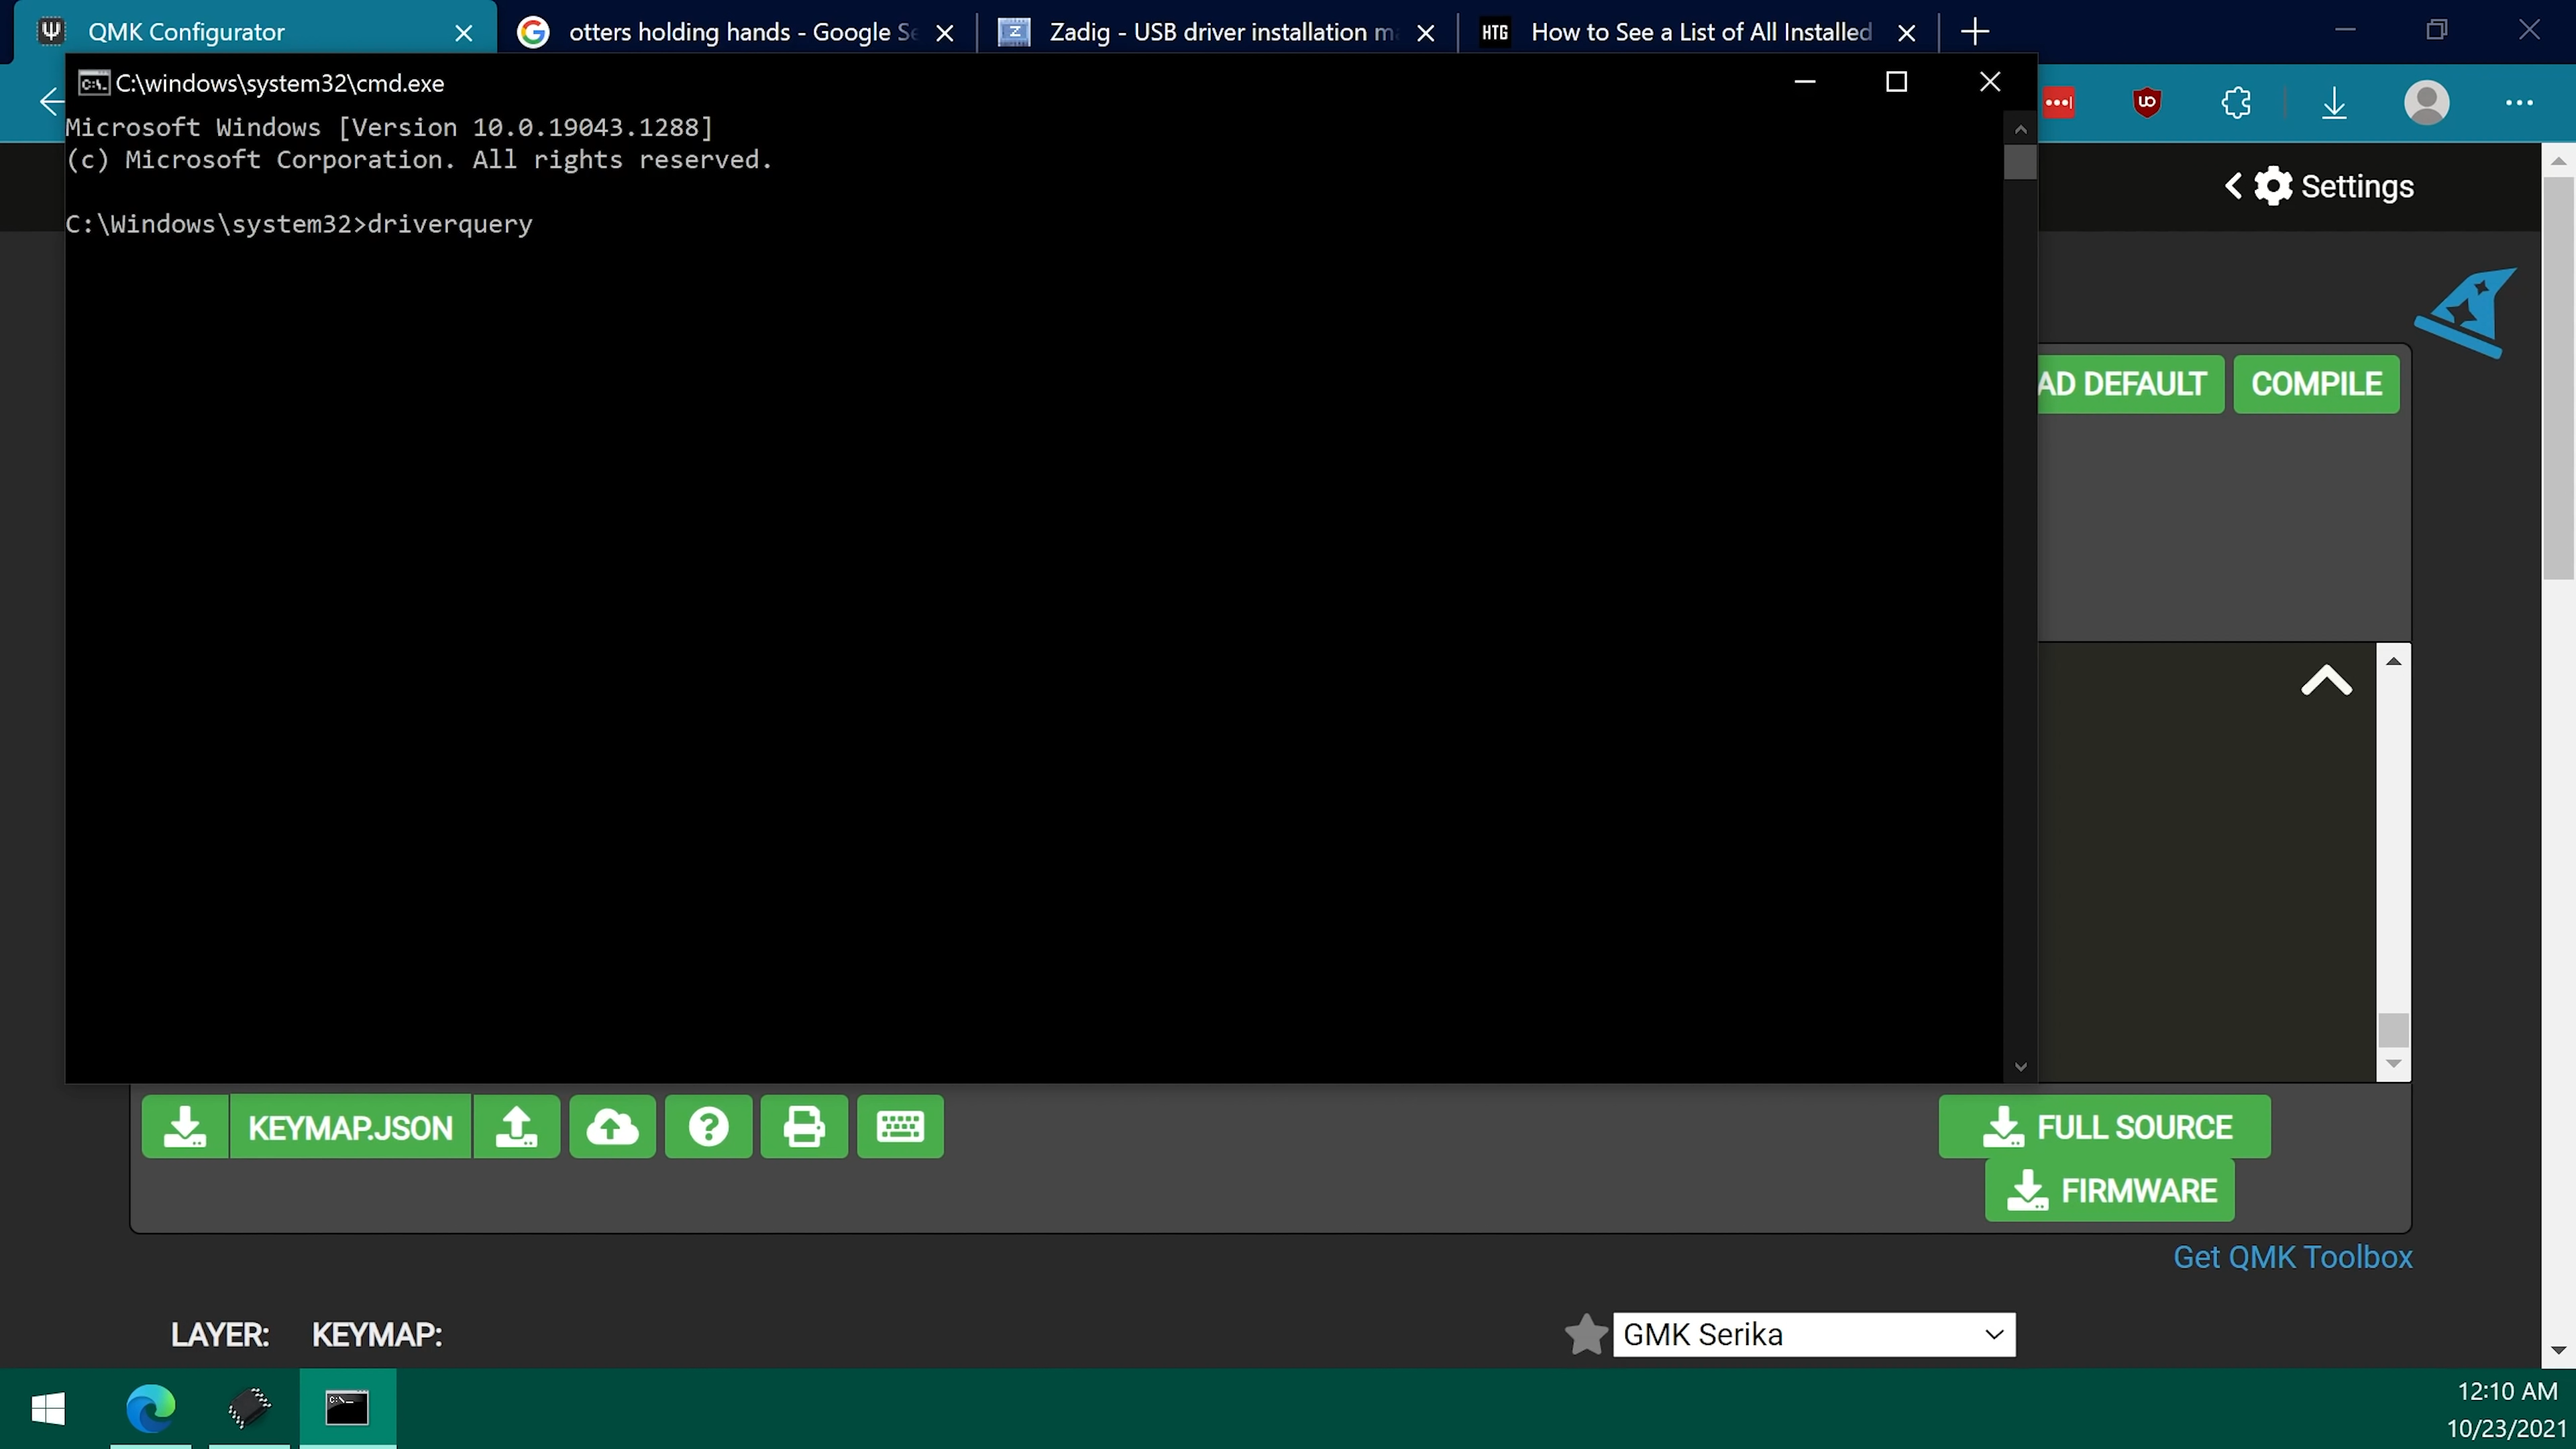 QMK Configurator
otters holding hands - Google Se
Zadig - USB driver installation ma
HTG How to See a List of All Installed
C:\windows\system32\cmd.exe
Microsoft Windows [Version 10.0.19043.1288]
(c) Microsoft Corporation. All rights reserved.
C:\Windows\system32>driverquery
Settings
AD DEFAULT
COMPILE
KEYMAP.JSON
FULL SOURCE
FIRMWARE
Get QMK Toolbox
LAYER: KEYMAP:
GMK Serika
12:10 AM
10/23/2021